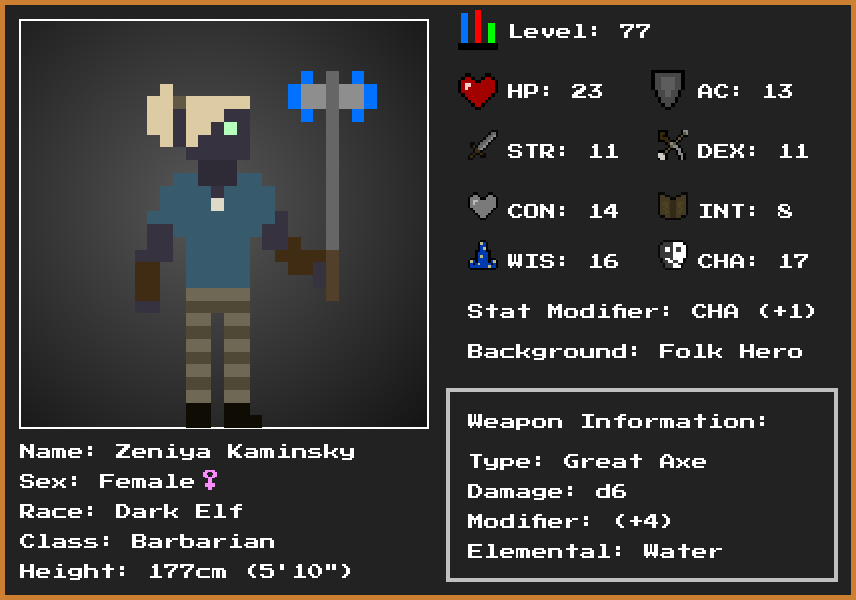 Level: 77
HP: 23
AC: 13
STR: 11
DEX: 11
CON: 14
INT: 8
WIS: 16
CHA: 17
Stat Modifier: CHA (+1)
Background: Folk Hero
Weapon Information:
Type: Great Axe
Damage: d6
Modifier: (+4)
Elemental: Water
Name: Zeniya Kaminsky
Sex: Female♀
Race: Dark Elf
Class: Barbarian
Height: 177cm (5'10")